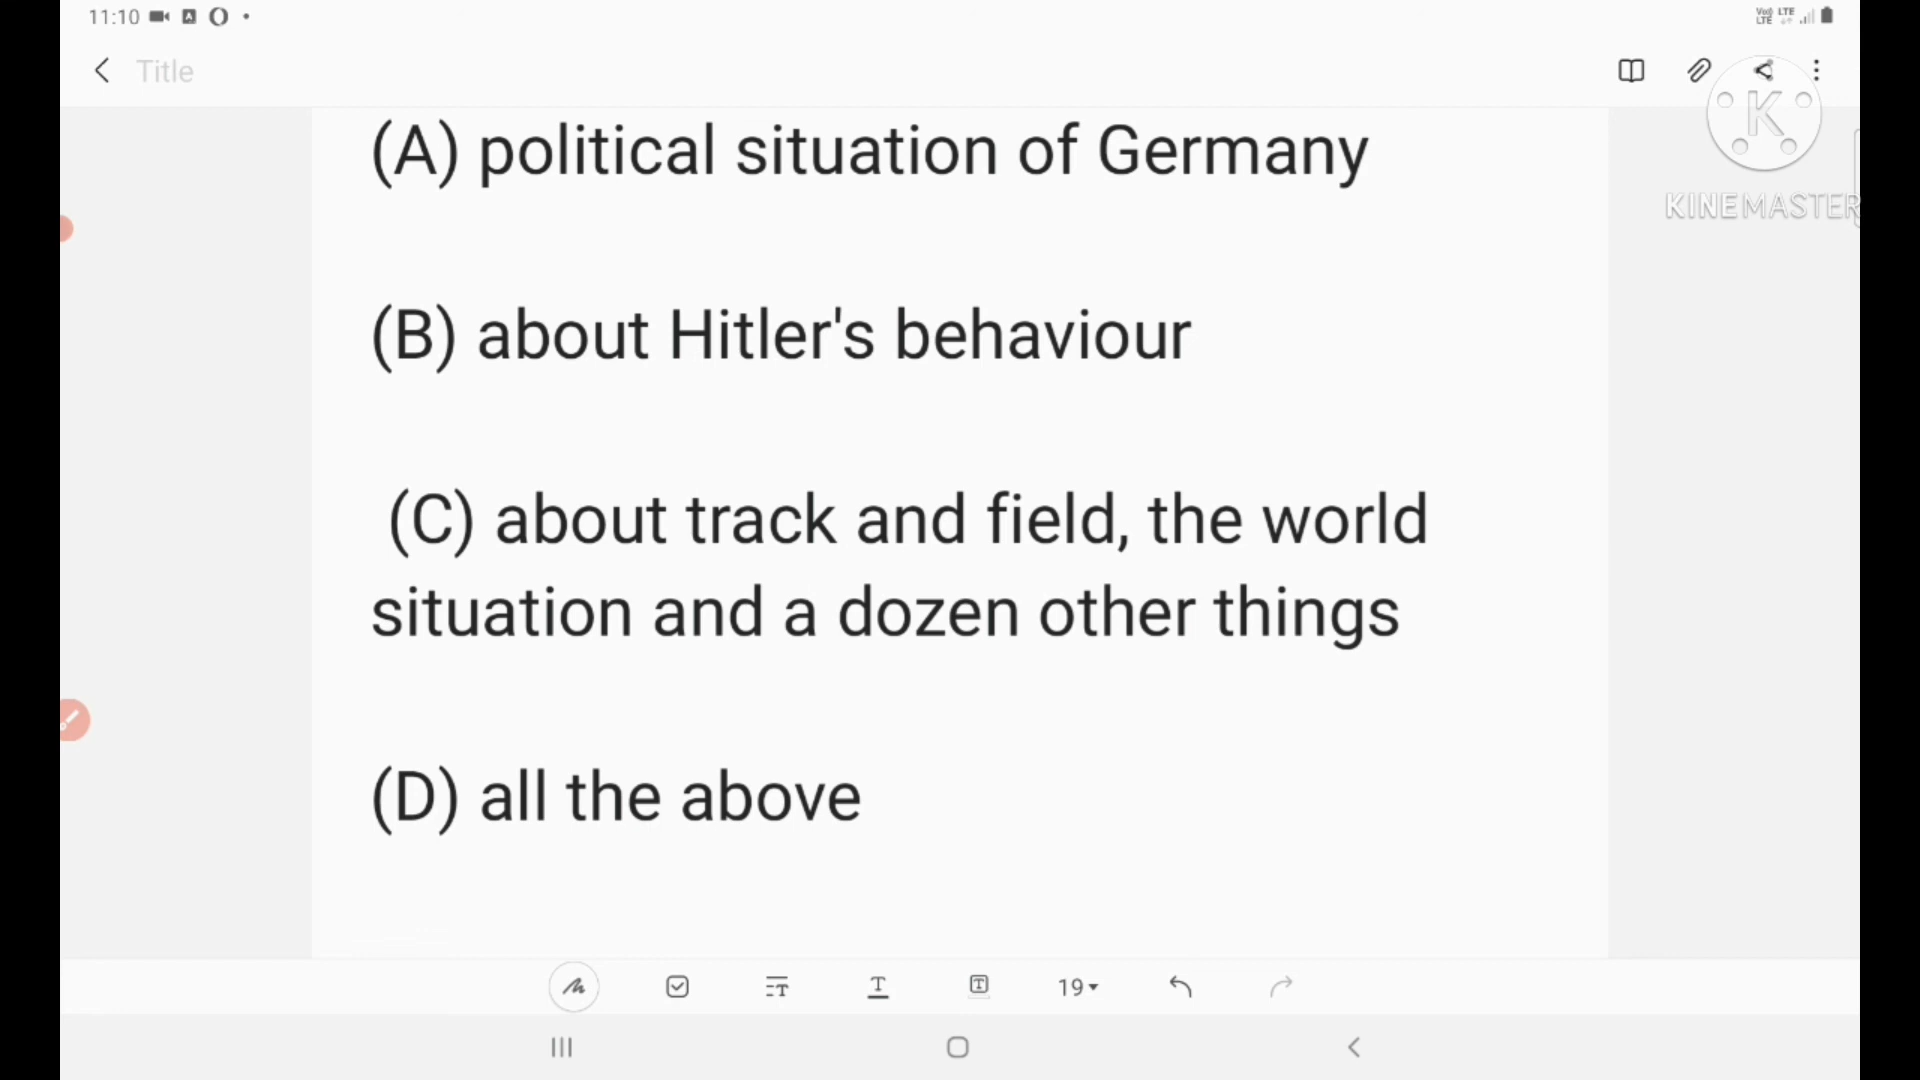 11:10
Title
KINEMASTER
(A) political situation of Germany
(B) about Hitler's behaviour
(C) about track and field, the world
situation and a dozen other things
(D) all the above
19